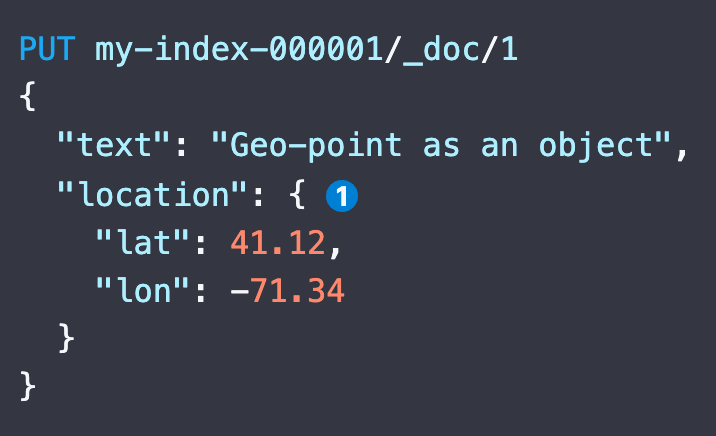 PUT my-index-000001/_doc/1
{
  "text": "Geo-point as an object",
  "location": { 1
    "lat": 41.12,
    "lon": -71.34
  }
}